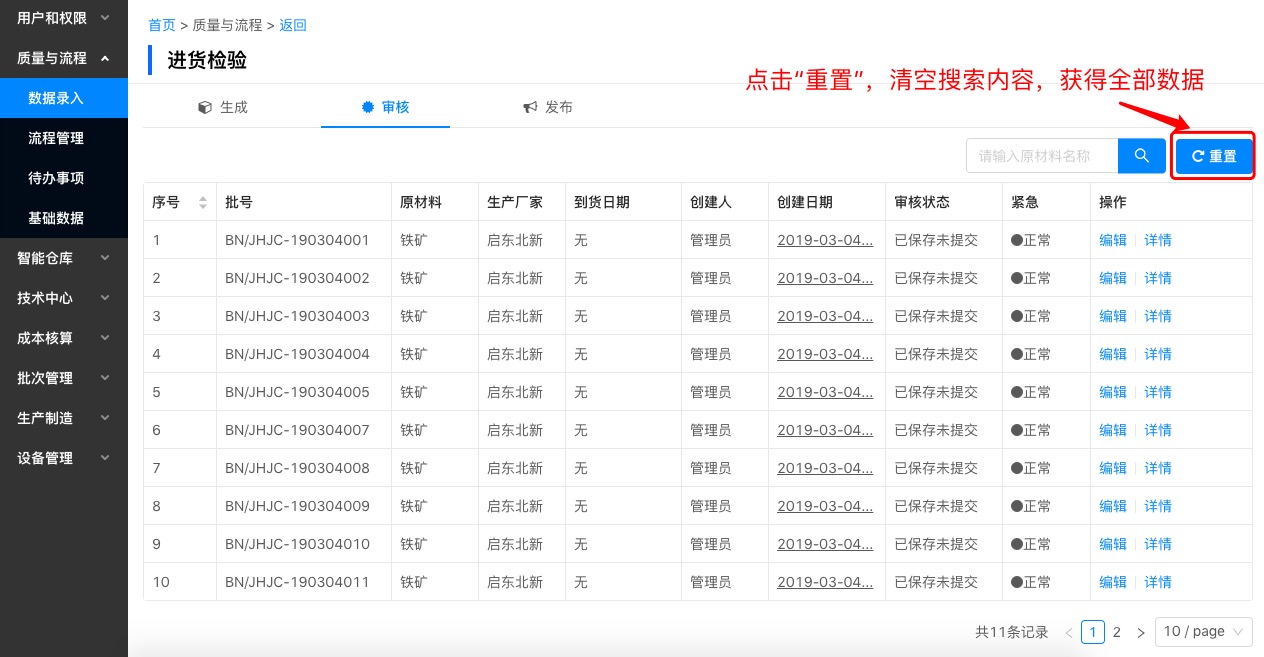 用户和权限
质量与流程
数据录入
流程管理
待办事项
基础数据
智能仓库
技术中心
成本核算
批次管理
生产制造
设备管理
首页 > 质量与流程 > 返回
进货检验
点击“重置”，清空搜索内容，获得全部数据
生成 审核 发布
请输入原材料名称 重置
序号 批号 原材料 生产厂家 到货日期 创建人 创建日期 审核状态 紧急 操作
1 BN/JHJC-190304001 铁矿 启东北新 无 管理员 2019-03-04... 已保存未提交 正常 编辑 详情
2 BN/JHJC-190304002 铁矿 启东北新 无 管理员 2019-03-04... 已保存未提交 正常 编辑 详情
3 BN/JHJC-190304003 铁矿 启东北新 无 管理员 2019-03-04... 已保存未提交 正常 编辑 详情
4 BN/JHJC-190304004 铁矿 启东北新 无 管理员 2019-03-04... 已保存未提交 正常 编辑 详情
5 BN/JHJC-190304005 铁矿 启东北新 无 管理员 2019-03-04... 已保存未提交 正常 编辑 详情
6 BN/JHJC-190304007 铁矿 启东北新 无 管理员 2019-03-04... 已保存未提交 正常 编辑 详情
7 BN/JHJC-190304008 铁矿 启东北新 无 管理员 2019-03-04... 已保存未提交 正常 编辑 详情
8 BN/JHJC-190304009 铁矿 启东北新 无 管理员 2019-03-04... 已保存未提交 正常 编辑 详情
9 BN/JHJC-190304010 铁矿 启东北新 无 管理员 2019-03-04... 已保存未提交 正常 编辑 详情
10 BN/JHJC-190304011 铁矿 启东北新 无 管理员 2019-03-04... 已保存未提交 正常 编辑 详情
共11条记录 < 1 2 > 10 / page